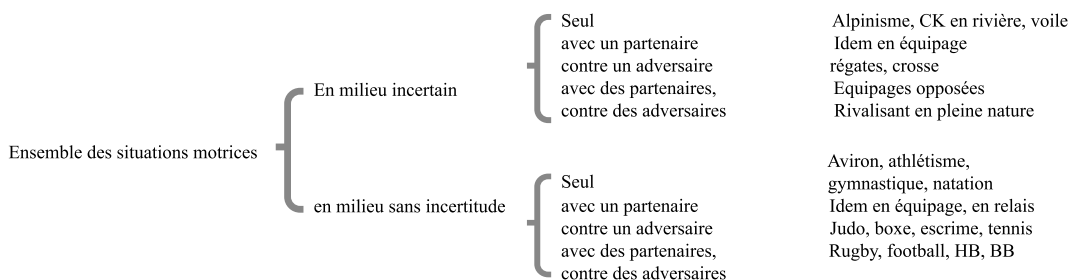 Ensemble des situations motrices
En milieu incertain
Seul
avec un partenaire
contre un adversaire
avec des partenaires,
contre des adversaires
Alpinisme, CK en rivière, voile
Idem en équipage
régates, crosse
Equipages opposées
Rivalisant en pleine nature
en milieu sans incertitude
Seul
avec un partenaire
contre un adversaire
avec des partenaires,
contre des adversaires
Aviron, athlétisme,
gymnastique, natation
Idem en équipage, en relais
Judo, boxe, escrime, tennis
Rugby, football, HB, BB